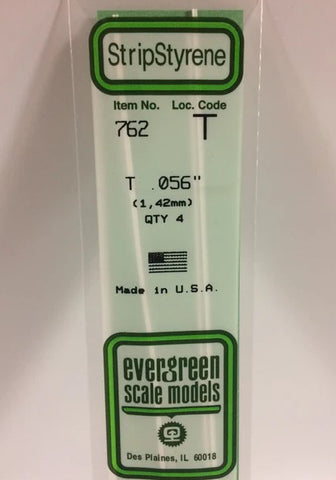 StripStyrene
Item No. Loc. Code
762 T
T .056"
(1,42mm)
QTY 4
Made in U.S.A.
evergreen
scale models
Des Plaines, IL 60018